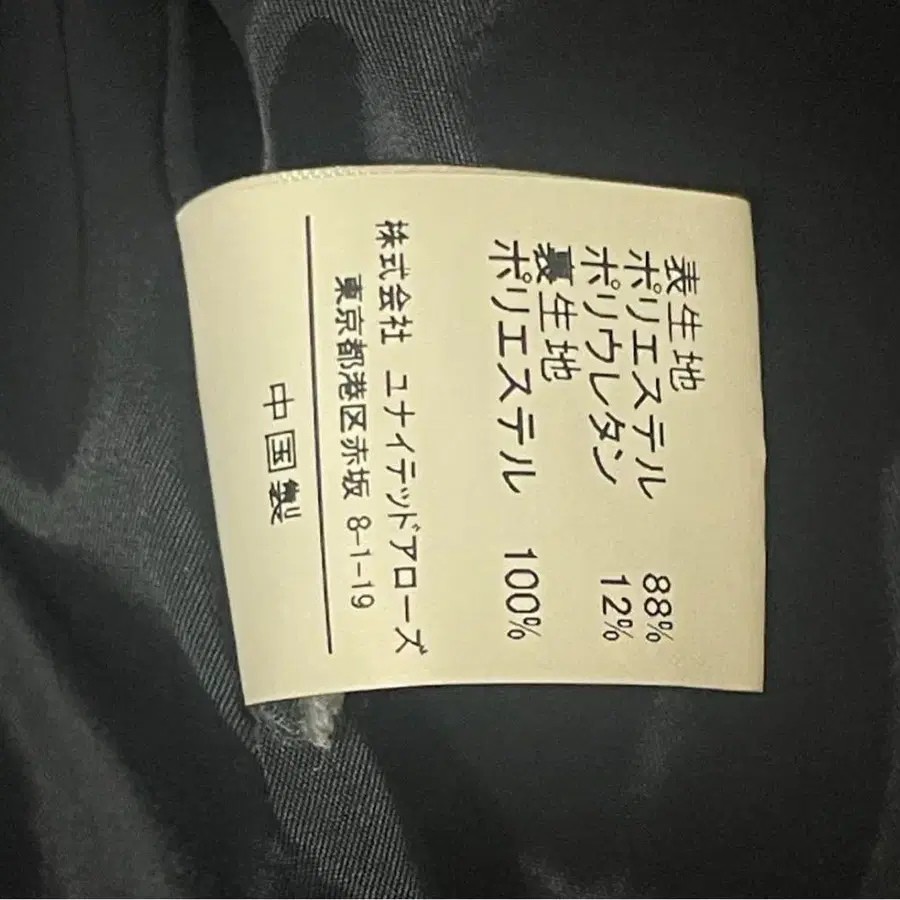 表生地
ポリエステル 88%
ポリウレタン 12%
裏生地
ポリエステル 100%
株式会社 ユナイテッドアローズ
東京都港区赤坂 8-1-19
中国製